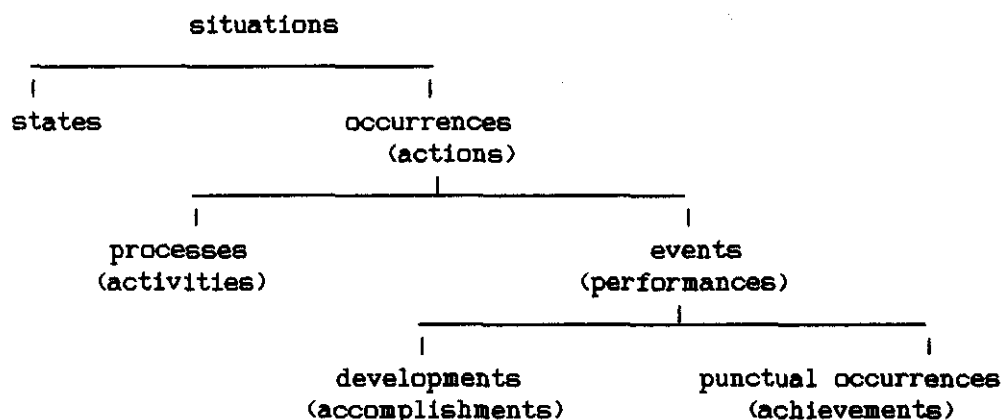 situations
states occurrences
(actions)
processes events
(activities) (performances)
developments punctual occurrences
(accomplishments) (achievements)